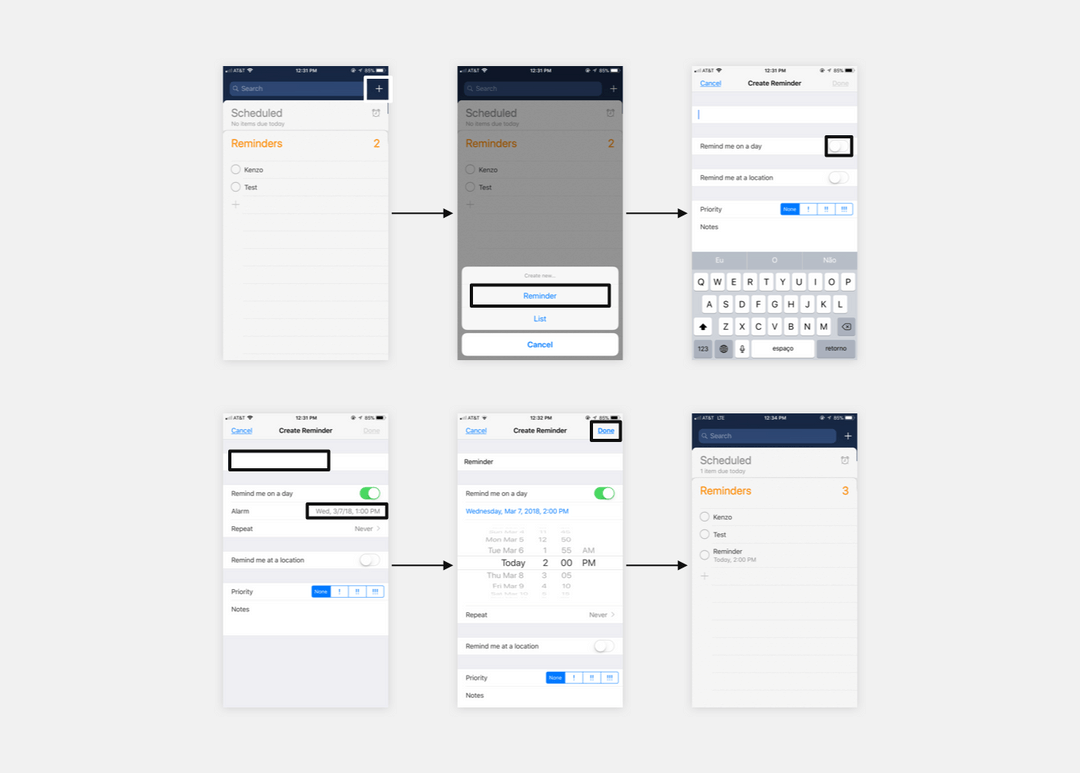 AT&T 12:31 PM 85%
Search +
Scheduled
No items due today
Reminders 2
Kenzo
Test
+
AT&T 12:31 PM 85%
Search +
Scheduled
No items due today
Reminders 2
Kenzo
Test
+
Create new...
Reminder
List
Cancel
AT&T 12:31 PM 85%
Cancel Create Reminder Done
Remind me on a day
Remind me at a location
Priority None ! !! !!!
Notes
Eu O Não
Q W E R T Y U I O P
A S D F G H J K L
Z X C V B N M
123 espaço retorno
AT&T 12:31 PM 85%
Cancel Create Reminder Done
Remind me on a day
Alarm Wed, 3/7/18, 1:00 PM
Repeat Never >
Remind me at a location
Priority None ! !! !!!
Notes
AT&T 12:32 PM 85%
Cancel Create Reminder Done
Reminder
Remind me on a day
Wednesday, Mar 7, 2018, 2:00 PM
Mon Mar 5 12 50
Tue Mar 6 1 55 AM
Today 2 00 PM
Thu Mar 8 3 05
Fri Mar 9 4 10
Repeat Never >
Remind me at a location
Priority None ! !! !!!
Notes
AT&T LTE 12:34 PM 85%
Search +
Scheduled
1 item due today
Reminders 3
Kenzo
Test
Reminder
Today, 2:00 PM
+